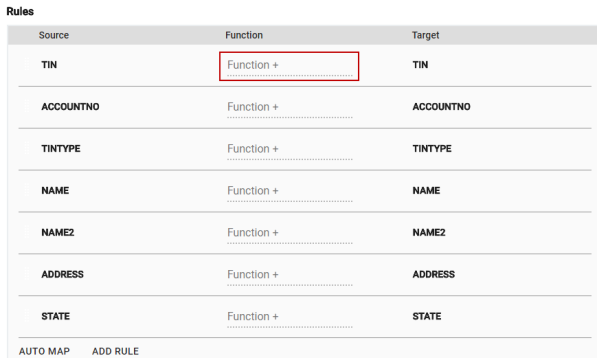 Rules
Source Function Target
TIN Function + TIN
ACCOUNTNO Function + ACCOUNTNO
TINTYPE Function + TINTYPE
NAME Function + NAME
NAME2 Function + NAME2
ADDRESS Function + ADDRESS
STATE Function + STATE
AUTO MAP ADD RULE